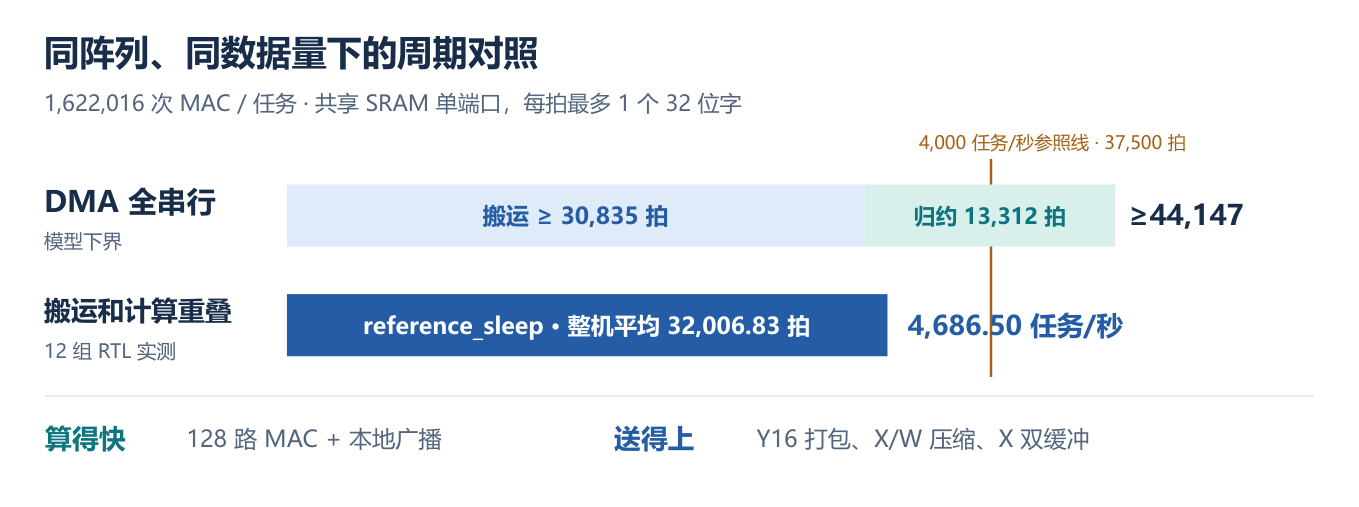 同阵列、同数据量下的周期对照
1,622,016 次 MAC / 任务 · 共享 SRAM 单端口，每拍最多 1 个 32 位字
4,000 任务/秒参照线 · 37,500 拍
DMA 全串行
模型下界
搬运 ≥ 30,835 拍
归约 13,312 拍
≥44,147
搬运和计算重叠
12 组 RTL 实测
reference_sleep · 整机平均 32,006.83 拍
4,686.50 任务/秒
算得快
128 路 MAC + 本地广播
送得上
Y16 打包、X/W 压缩、X 双缓冲